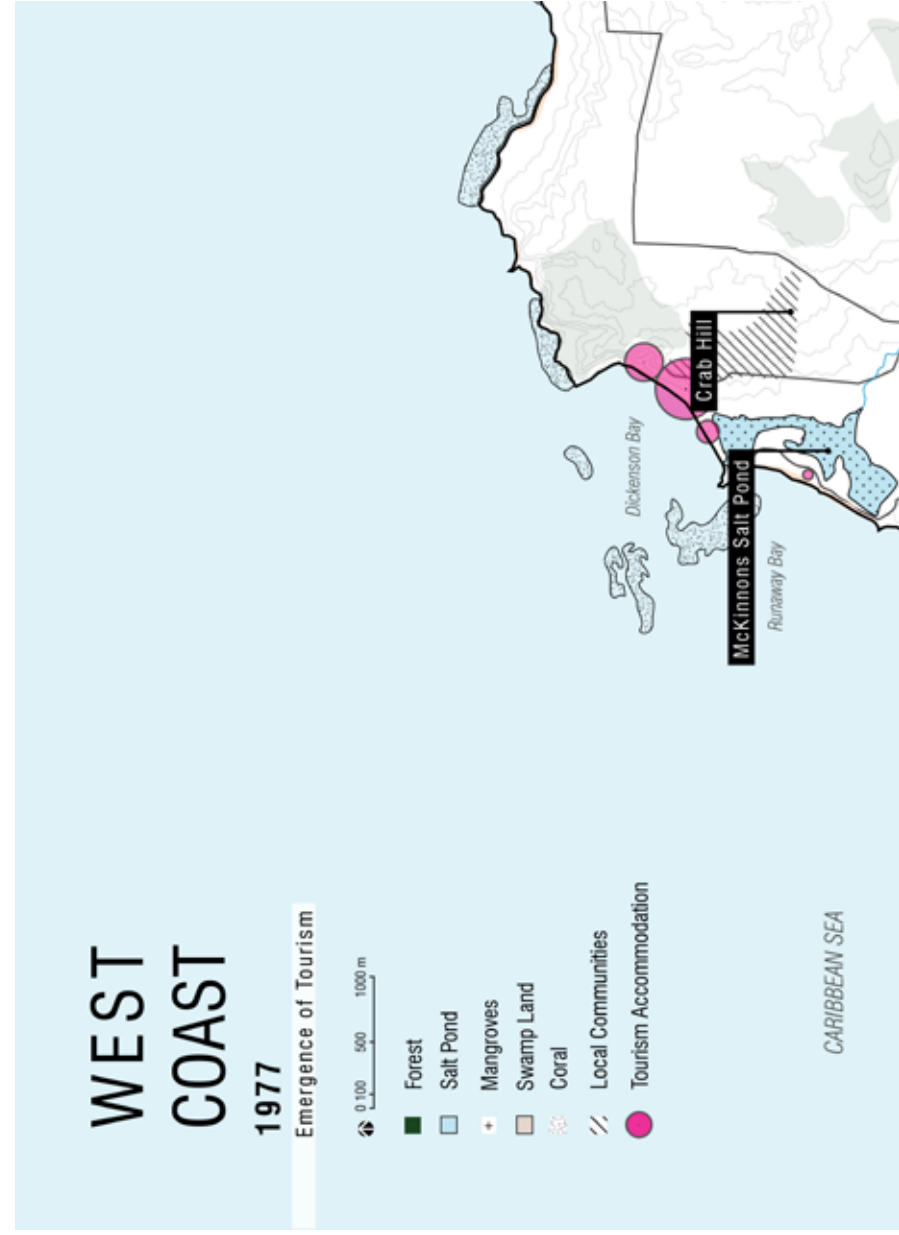 WEST
COAST
1977
Emergence of Tourism
0 100 500 1000 m
Forest
Salt Pond
Mangroves
Swamp Land
Coral
Local Communities
Tourism Accommodation
CARIBBEAN SEA
Dickenson Bay
Crab Hill
McKinnons Salt Pond
Runaway Bay